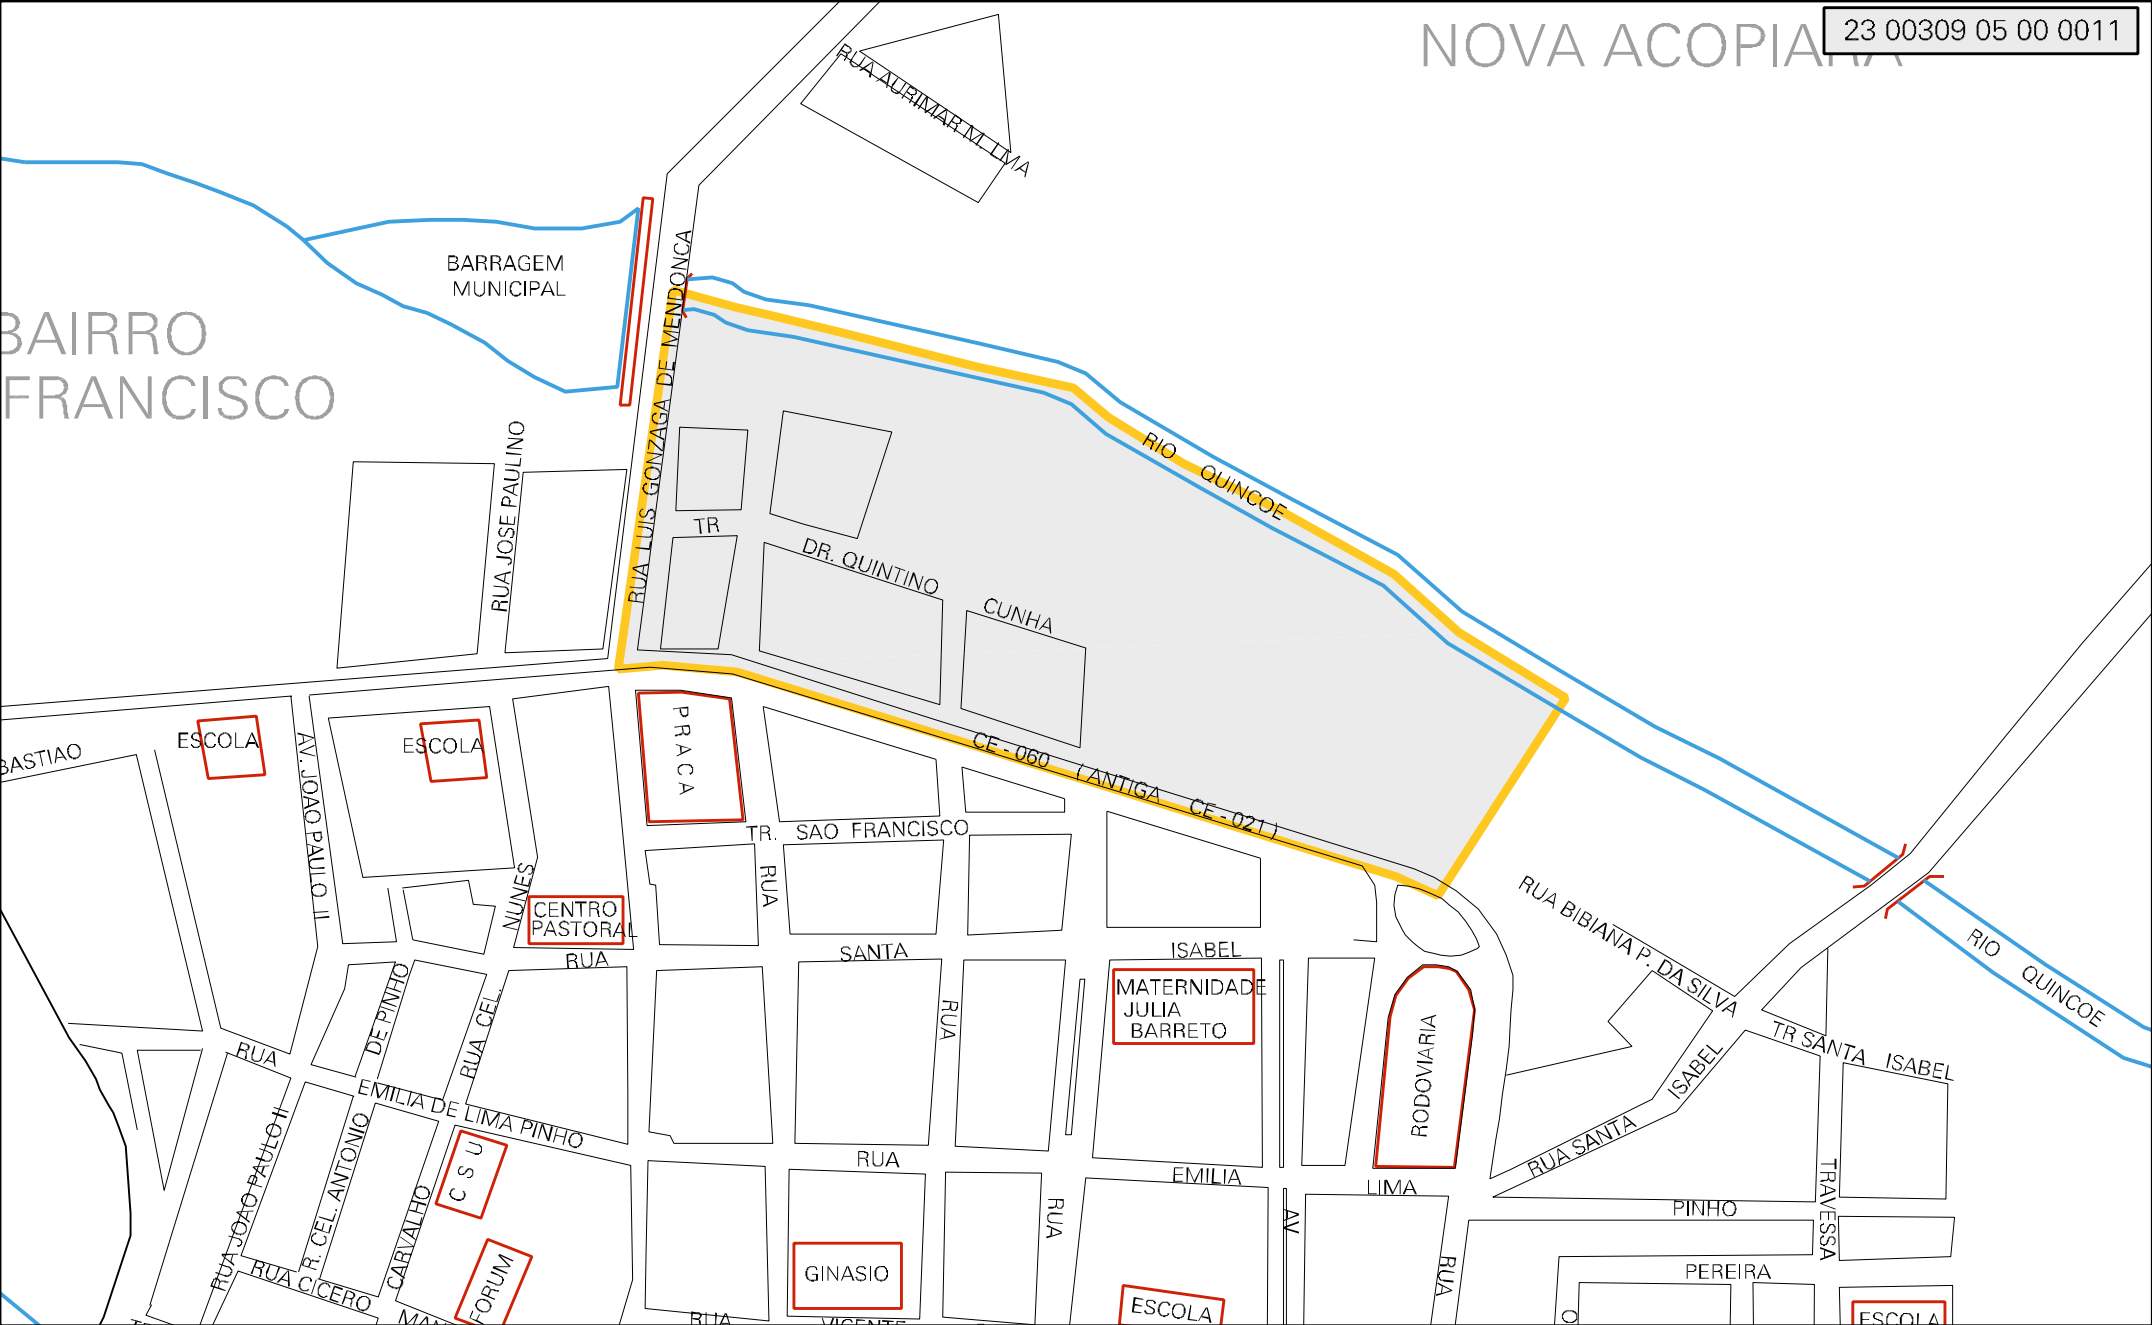 NOVA ACOPIARA
23 00309 05 00 0011
RUA AURIMAR M. LMA
BARRAGEM
MUNICIPAL
BAIRRO
FRANCISCO
RUA LUIS GONZAGA DE MENDONCA
RUA JOSE PAULINO
RIO QUINCOE
TR
DR. QUINTINO
CUNHA
CE - 060 ( ANTIGA CE - 021 )
BASTIAO
ESCOLA
ESCOLA
AV. JOAO PAULO II
PRACA
TR. SAO FRANCISCO
RUA
NUNES
CENTRO
PASTORAL
RUA
SANTA
ISABEL
RUA BIBIANA P. DA SILVA
RIO QUINCOE
DE PINHO
RUA CEL.
RUA
MATERNIDADE
JULIA
BARRETO
RODOVIARIA
TR SANTA ISABEL
ISABEL
RUA SANTA
RUA
EMILIA DE LIMA PINHO
RUA JOAO PAULO II
R. CEL. ANTONIO
CARVALHO
C S U
RUA
EMILIA
LIMA
PINHO
TRAVESSA
RUA
AV
RUA
PEREIRA
RUA CICERO
FORUM
GINASIO
ESCOLA
ESCOLA
RUA
VICENTE